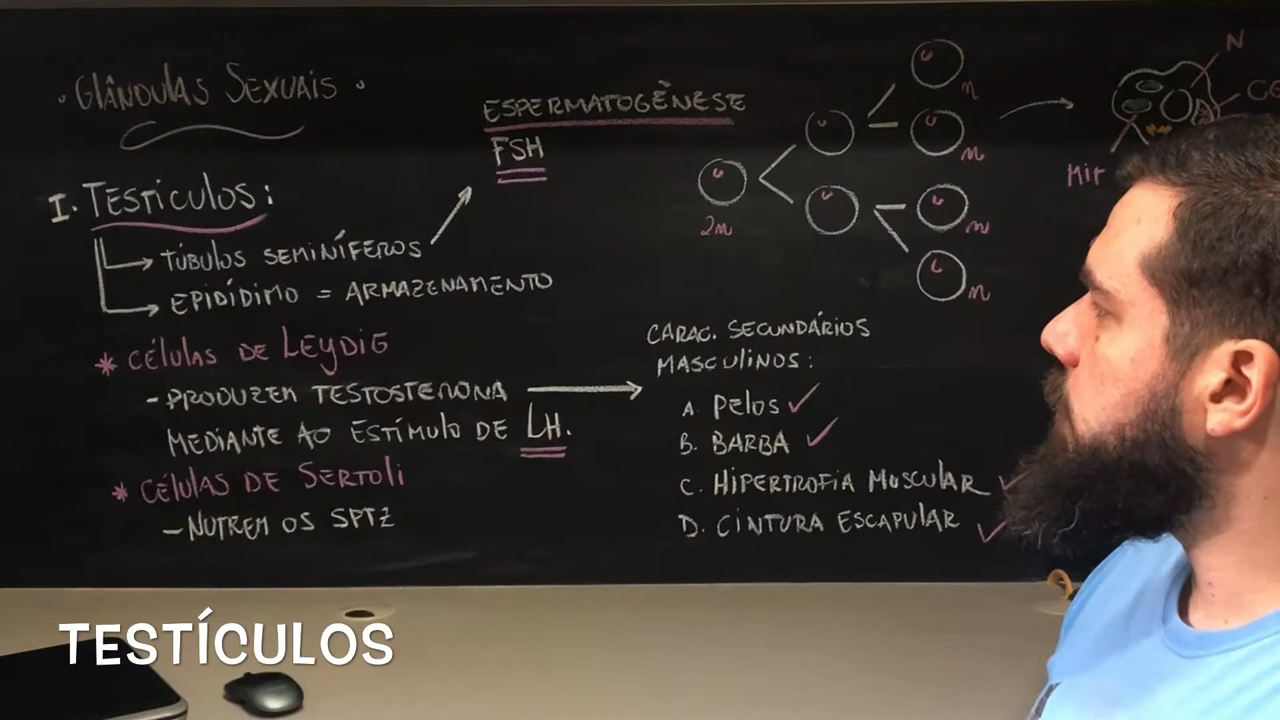 . Glândulas Sexuais .
I. Testículos:
Túbulos Seminíferos
Epidídimo = Armazenamento
* Células de Leydig
- Produzem Testosterona
mediante ao estímulo de LH.
* Células de Sertoli
- Nutrem os SPTZ
Espermatogênese
FSH
2n
n
n
n
n
N
Mit
Carac. Secundários
Masculinos:
A. Pelos ✓
B. Barba ✓
C. Hipertrofia Muscular ✓
D. Cintura Escapular ✓
TESTÍCULOS